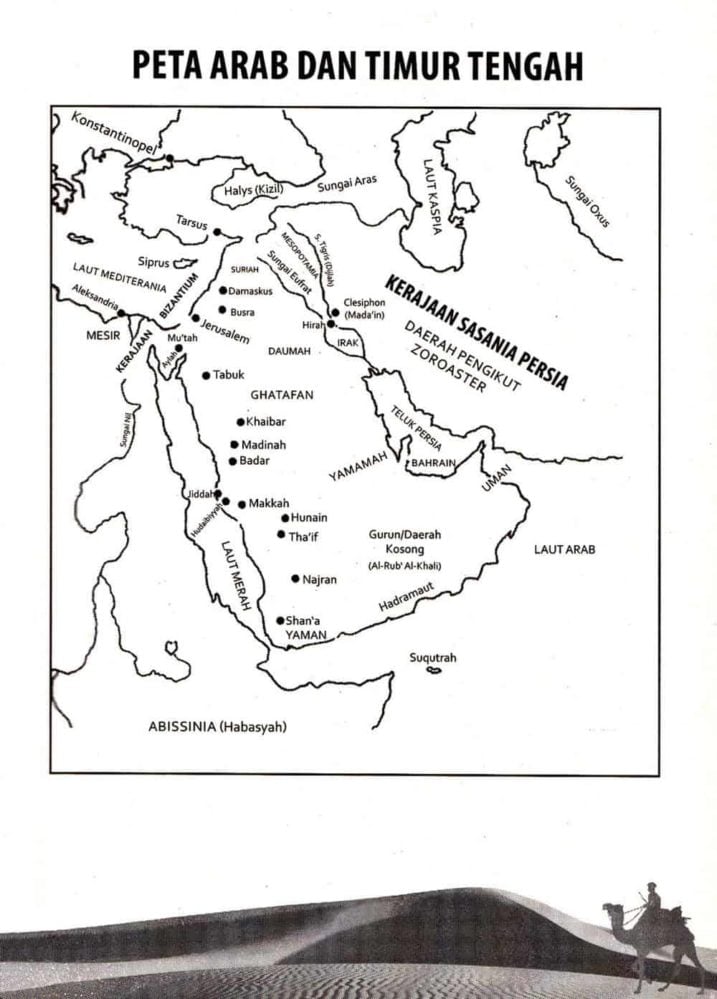 PETA ARAB DAN TIMUR TENGAH
Konstantinopel
Halys (Kizil)
Sungai Aras
LAUT KASPIA
Sungai Oxus
Tarsus
Siprus
LAUT MEDITERANIA
Aleksandria
KERAJAAN BIZANTIUM
SURIAH
MESOPOTAMIA
S. Tigris (Dijlah)
Sungai Eufrat
Damaskus
Busra
Jerusalem
MESIR
Mu'tah
Aylah
DAUMAH
Hirah
Clesiphon
(Mada'in)
IRAK
KERAJAAN SASANIA PERSIA
DAERAH PENGIKUT
ZOROASTER
Tabuk
GHATAFAN
Sungai Nil
Khaibar
Madinah
Badar
TELUK PERSIA
YAMAMAH
BAHRAIN
UMAN
Jiddah
Hudaibiyyah
Makkah
Hunain
Tha'if
Gurun/Daerah
Kosong
(Al-Rub' Al-Khali)
LAUT ARAB
LAUT MERAH
Najran
Hadramaut
Shan'a
YAMAN
Suqutrah
ABISSINIA (Habasyah)